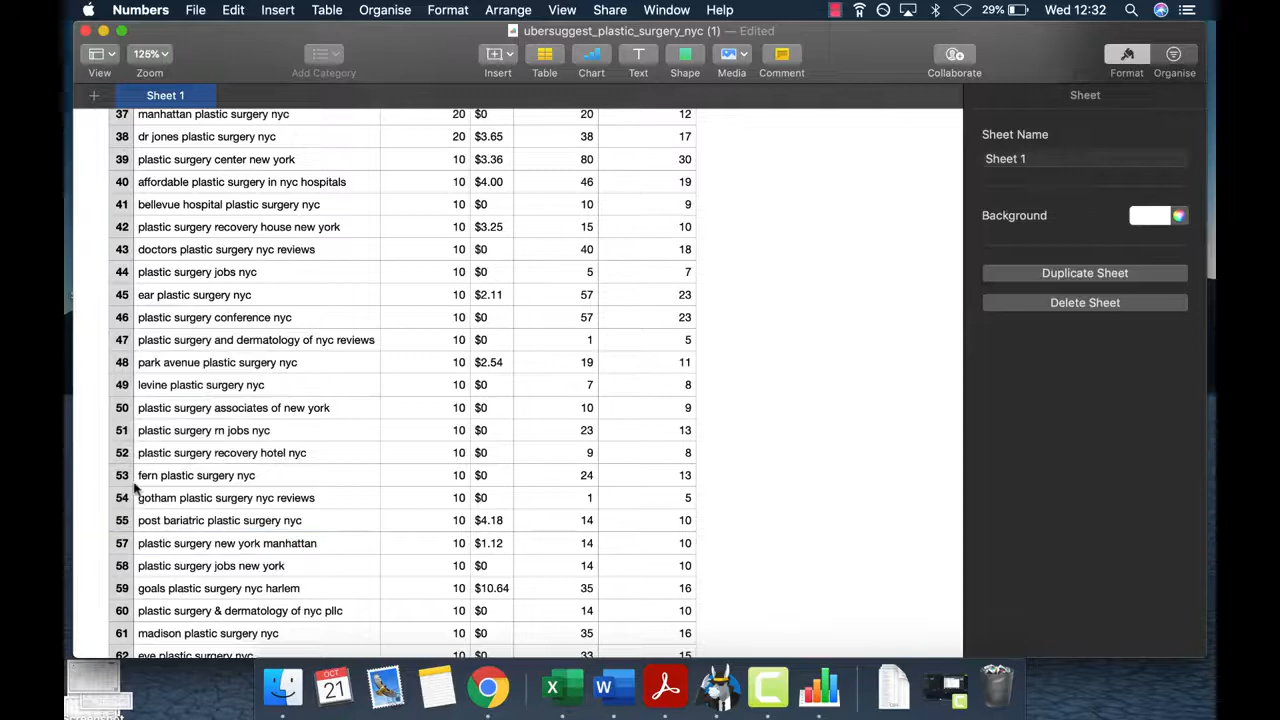 Numbers File Edit Insert Table Organise Format Arrange View Share Window Help 29% Wed 12:32
ubersuggest_plastic_surgery_nyc (1) — Edited
125%
View Zoom Add Category Insert Table Chart Text Shape Media Comment Collaborate Format Organise
Sheet 1
Sheet
37 manhattan plastic surgery nyc 20 $0 20 12
38 dr jones plastic surgery nyc 20 $3.65 38 17
39 plastic surgery center new york 10 $3.36 80 30
40 affordable plastic surgery in nyc hospitals 10 $4.00 46 19
41 bellevue hospital plastic surgery nyc 10 $0 10 9
42 plastic surgery recovery house new york 10 $3.25 15 10
43 doctors plastic surgery nyc reviews 10 $0 40 18
44 plastic surgery jobs nyc 10 $0 5 7
45 ear plastic surgery nyc 10 $2.11 57 23
46 plastic surgery conference nyc 10 $0 57 23
47 plastic surgery and dermatology of nyc reviews 10 $0 1 5
48 park avenue plastic surgery nyc 10 $2.54 19 11
49 levine plastic surgery nyc 10 $0 7 8
50 plastic surgery associates of new york 10 $0 10 9
51 plastic surgery rn jobs nyc 10 $0 23 13
52 plastic surgery recovery hotel nyc 10 $0 9 8
53 fern plastic surgery nyc 10 $0 24 13
54 gotham plastic surgery nyc reviews 10 $0 1 5
55 post bariatric plastic surgery nyc 10 $4.18 14 10
57 plastic surgery new york manhattan 10 $1.12 14 10
58 plastic surgery jobs new york 10 $0 14 10
59 goals plastic surgery nyc harlem 10 $10.64 35 16
60 plastic surgery & dermatology of nyc pllc 10 $0 14 10
61 madison plastic surgery nyc 10 $0 35 16
62 eye plastic surgery nyc 10 $0 33 15
Sheet Name
Sheet 1
Background
Duplicate Sheet
Delete Sheet
OCT
21